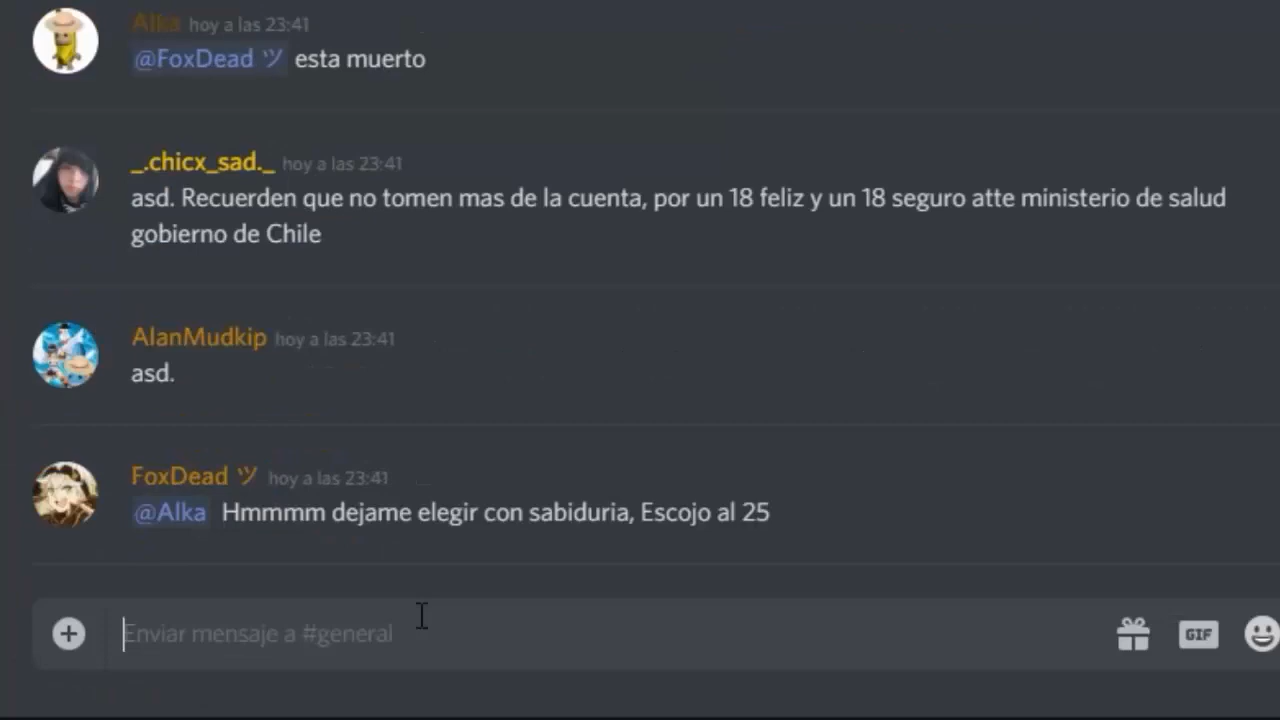 Alka hoy a las 23:41
@FoxDead ツ esta muerto
_.chicx_sad._ hoy a las 23:41
asd. Recuerden que no tomen mas de la cuenta, por un 18 feliz y un 18 seguro atte ministerio de salud
gobierno de Chile
AlanMudkip hoy a las 23:41
asd.
FoxDead ツ hoy a las 23:41
@Alka Hmmmm dejame elegir con sabiduria, Escojo al 25
Enviar mensaje a #general
GIF